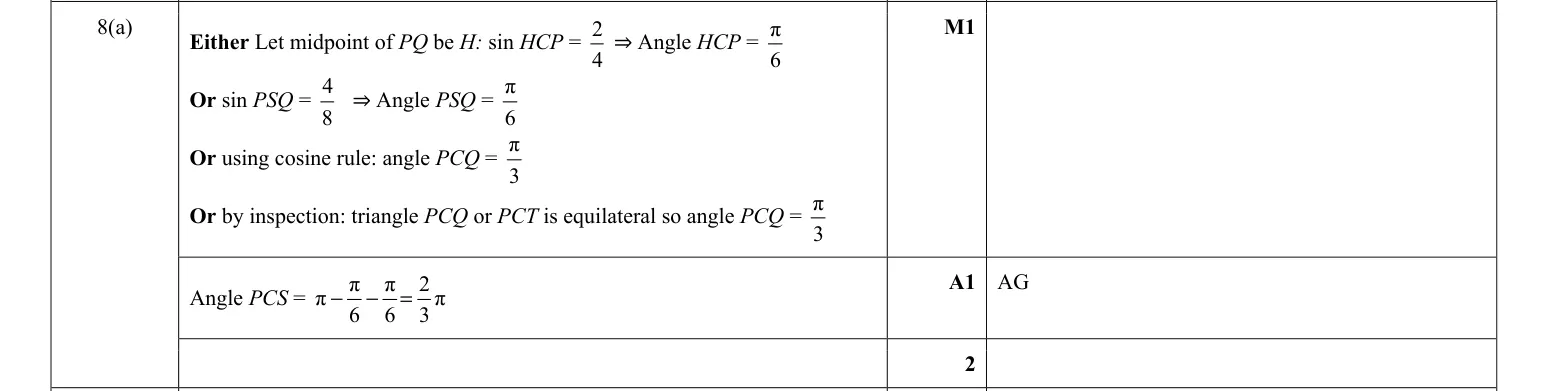 8(a)
Either Let midpoint of PQ be H: sin HCP = 2/4 ⇒ Angle HCP = π/6
M1
Or sin PSQ = 4/8 ⇒ Angle PSQ = π/6
Or using cosine rule: angle PCQ = π/3
Or by inspection: triangle PCQ or PCT is equilateral so angle PCQ = π/3
Angle PCS = π − π/6 − π/6 = 2/3 π
A1
AG
2